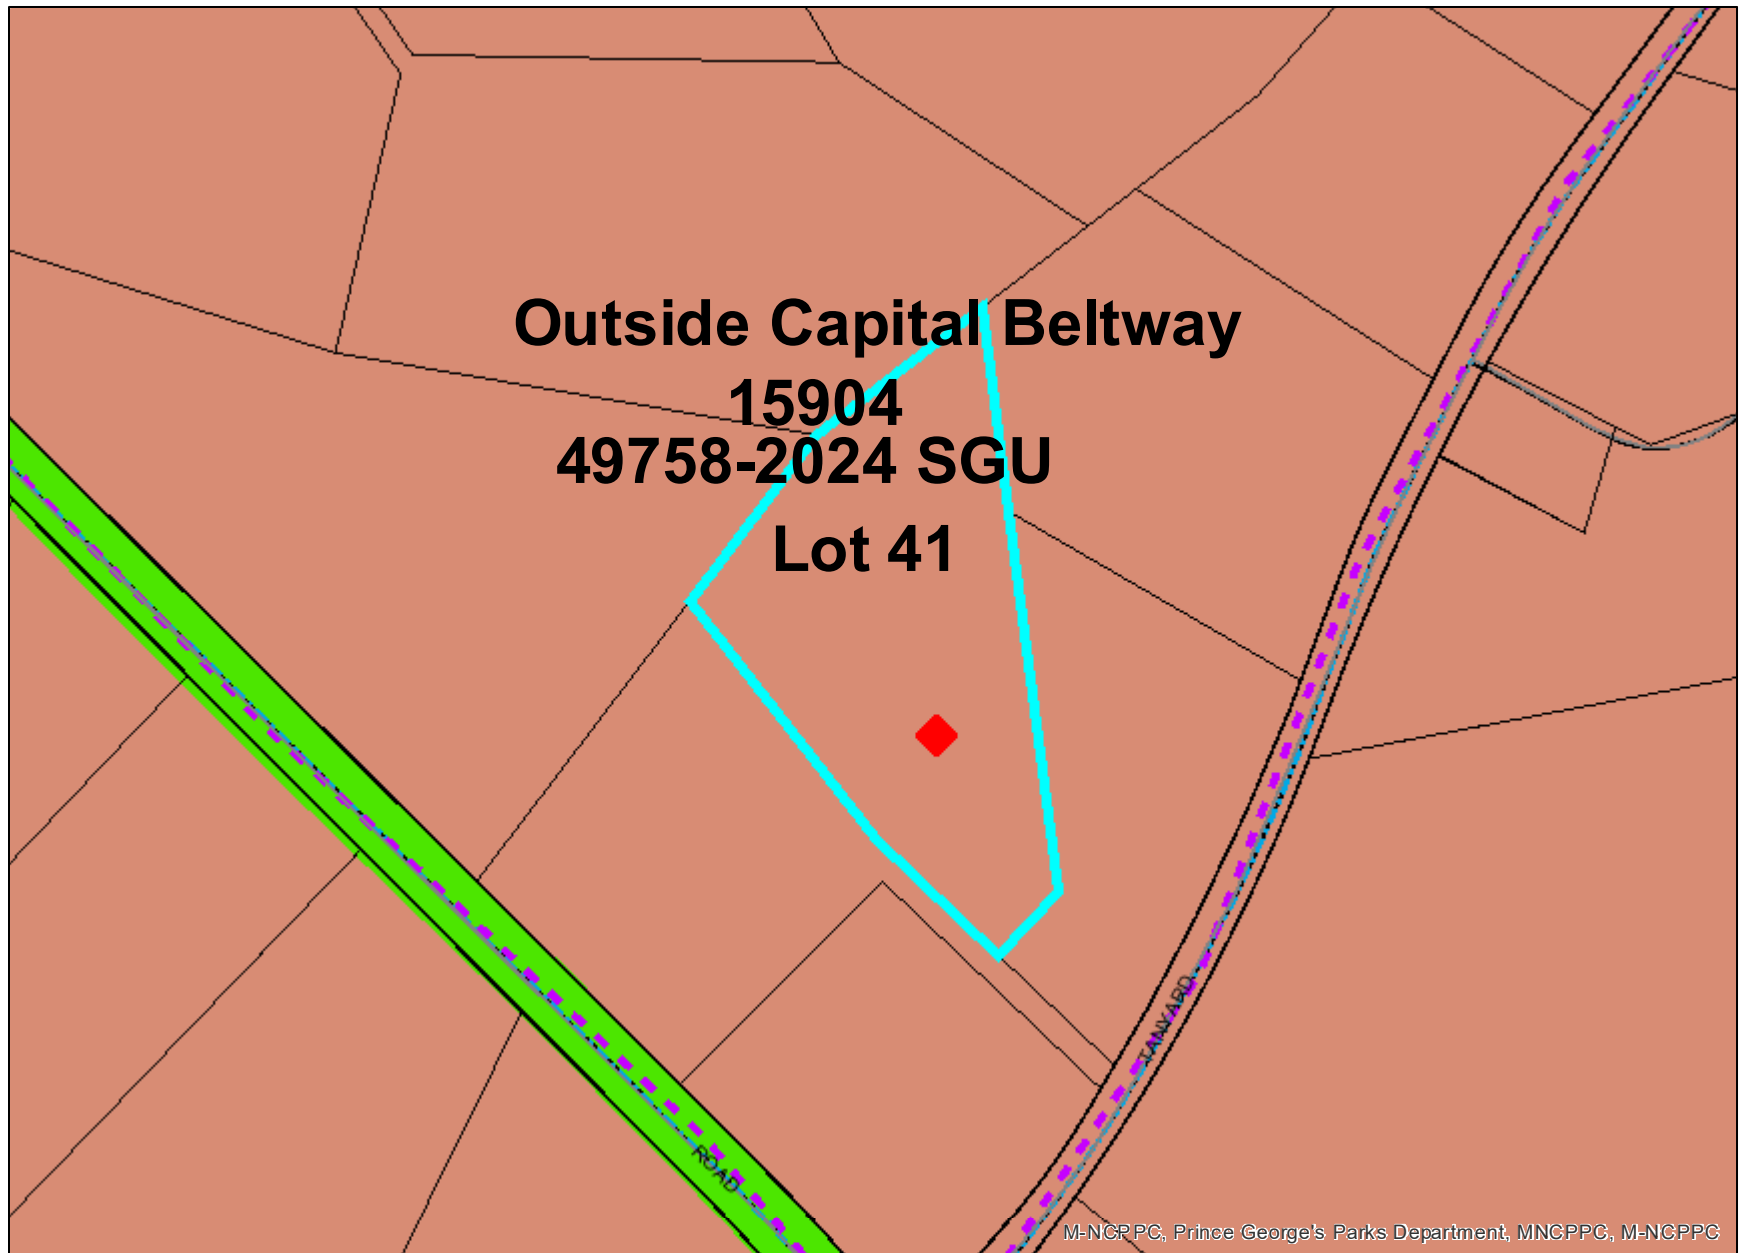 Outside Capital Beltway
15904
49758-2024 SGU
Lot 41
TANYARD
ROAD
M-NCPPC, Prince George's Parks Department, MNCPPC, M-NCPPC